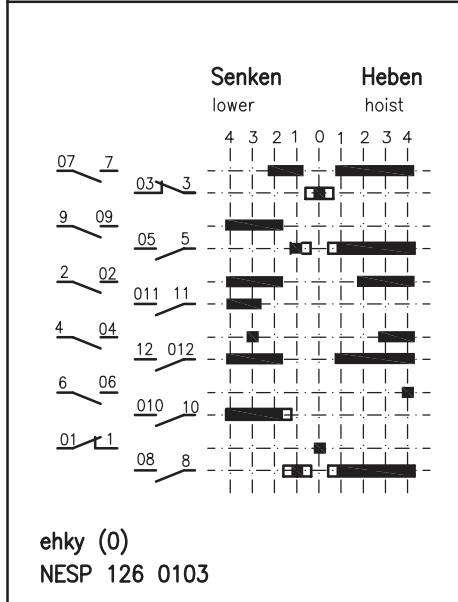 Senken Heben
lower hoist
4 3 2 1 0 1 2 3 4
07 7
03 3
9 09
05 5
2 02
011 11
4 04
12 012
6 06
010 10
01 1
08 8
ehky (0)
NESP 126 0103